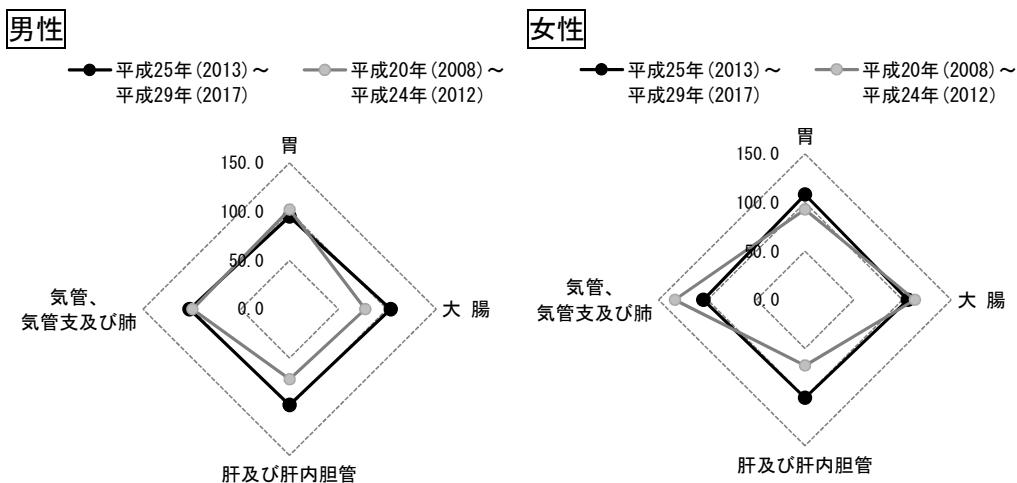 男性
平成25年(2013)～
平成29年(2017)
平成20年(2008)～
平成24年(2012)
胃
150.0
100.0
50.0
0.0
気管、
気管支及び肺
大 腸
肝及び肝内胆管
女性
平成25年(2013)～
平成29年(2017)
平成20年(2008)～
平成24年(2012)
胃
150.0
100.0
50.0
0.0
気管、
気管支及び肺
大 腸
肝及び肝内胆管